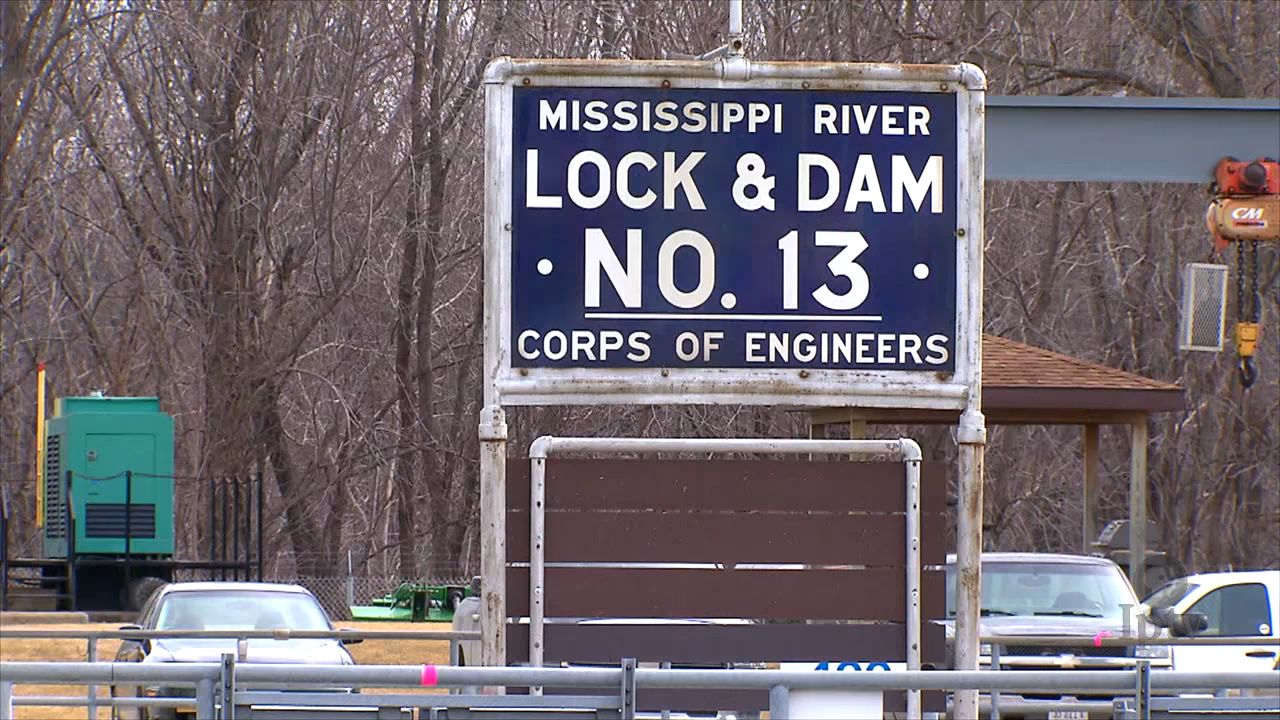 MISSISSIPPI RIVER
LOCK & DAM
• NO. 13 •
CORPS OF ENGINEERS
CM